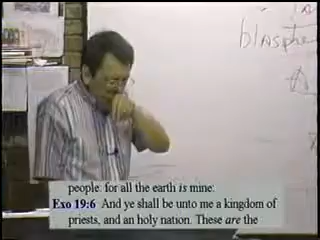 blasphe
people: for all the earth is mine:
Exo 19:6 And ye shall be unto me a kingdom of
priests, and an holy nation. These are the